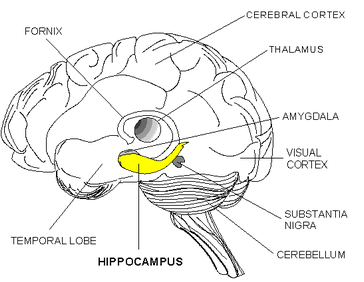 CEREBRAL CORTEX
FORNIX
THALAMUS
AMYGDALA
VISUAL
CORTEX
SUBSTANTIA
NIGRA
TEMPORAL LOBE
CEREBELLUM
HIPPOCAMPUS